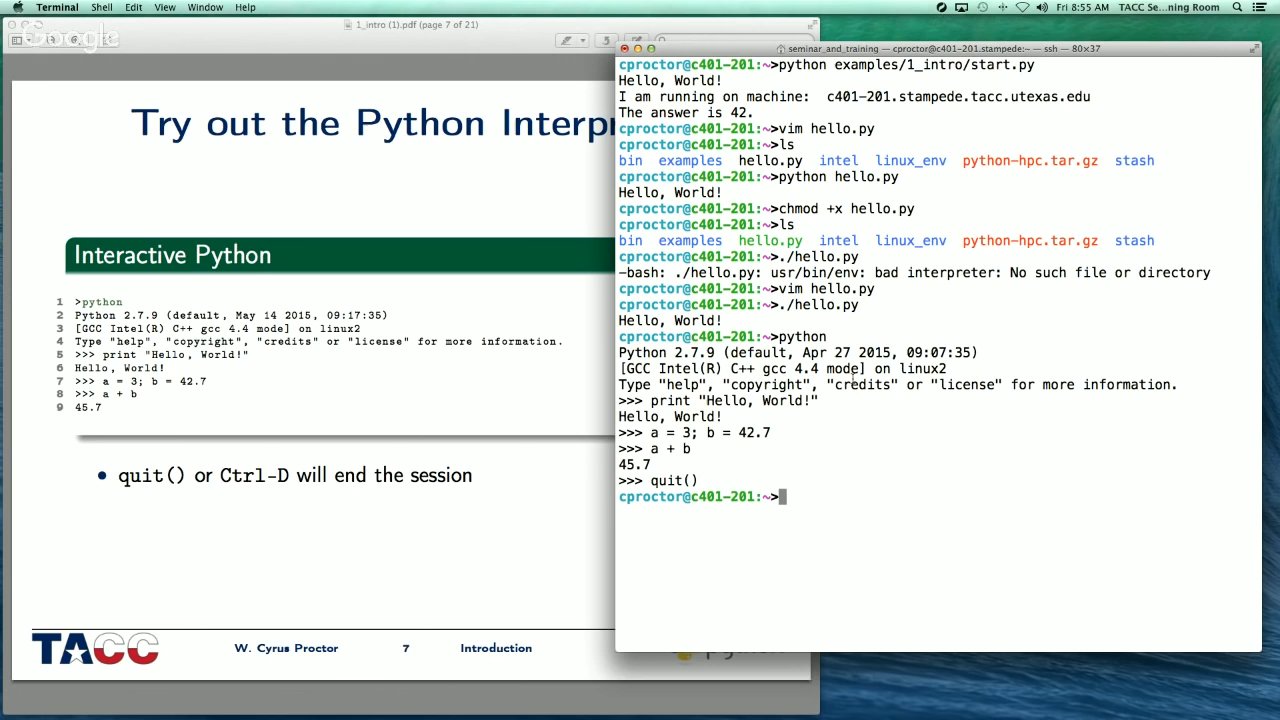 Terminal Shell Edit View Window Help
Fri 8:55 AM TACC Se...ning Room
Google
1_intro (1).pdf (page 7 of 21)
Try out the Python Interp
Interactive Python
1 >python
2 Python 2.7.9 (default, May 14 2015, 09:17:35)
3 [GCC Intel(R) C++ gcc 4.4 mode] on linux2
4 Type "help", "copyright", "credits" or "license" for more information.
5 >>> print "Hello, World!"
6 Hello, World!
7 >>> a = 3; b = 42.7
8 >>> a + b
9 45.7
• quit() or Ctrl-D will end the session
TACC W. Cyrus Proctor 7 Introduction
python
seminar_and_training — cproctor@c401-201.stampede:~ — ssh — 80×37
cproctor@c401-201:~>python examples/1_intro/start.py
Hello, World!
I am running on machine:  c401-201.stampede.tacc.utexas.edu
The answer is 42.
cproctor@c401-201:~>vim hello.py
cproctor@c401-201:~>ls
bin  examples  hello.py  intel  linux_env  python-hpc.tar.gz  stash
cproctor@c401-201:~>python hello.py
Hello, World!
cproctor@c401-201:~>chmod +x hello.py
cproctor@c401-201:~>ls
bin  examples  hello.py  intel  linux_env  python-hpc.tar.gz  stash
cproctor@c401-201:~>./hello.py
-bash: ./hello.py: usr/bin/env: bad interpreter: No such file or directory
cproctor@c401-201:~>vim hello.py
cproctor@c401-201:~>./hello.py
Hello, World!
cproctor@c401-201:~>python
Python 2.7.9 (default, Apr 27 2015, 09:07:35)
[GCC Intel(R) C++ gcc 4.4 mode] on linux2
Type "help", "copyright", "credits" or "license" for more information.
>>> print "Hello, World!"
Hello, World!
>>> a = 3; b = 42.7
>>> a + b
45.7
>>> quit()
cproctor@c401-201:~>